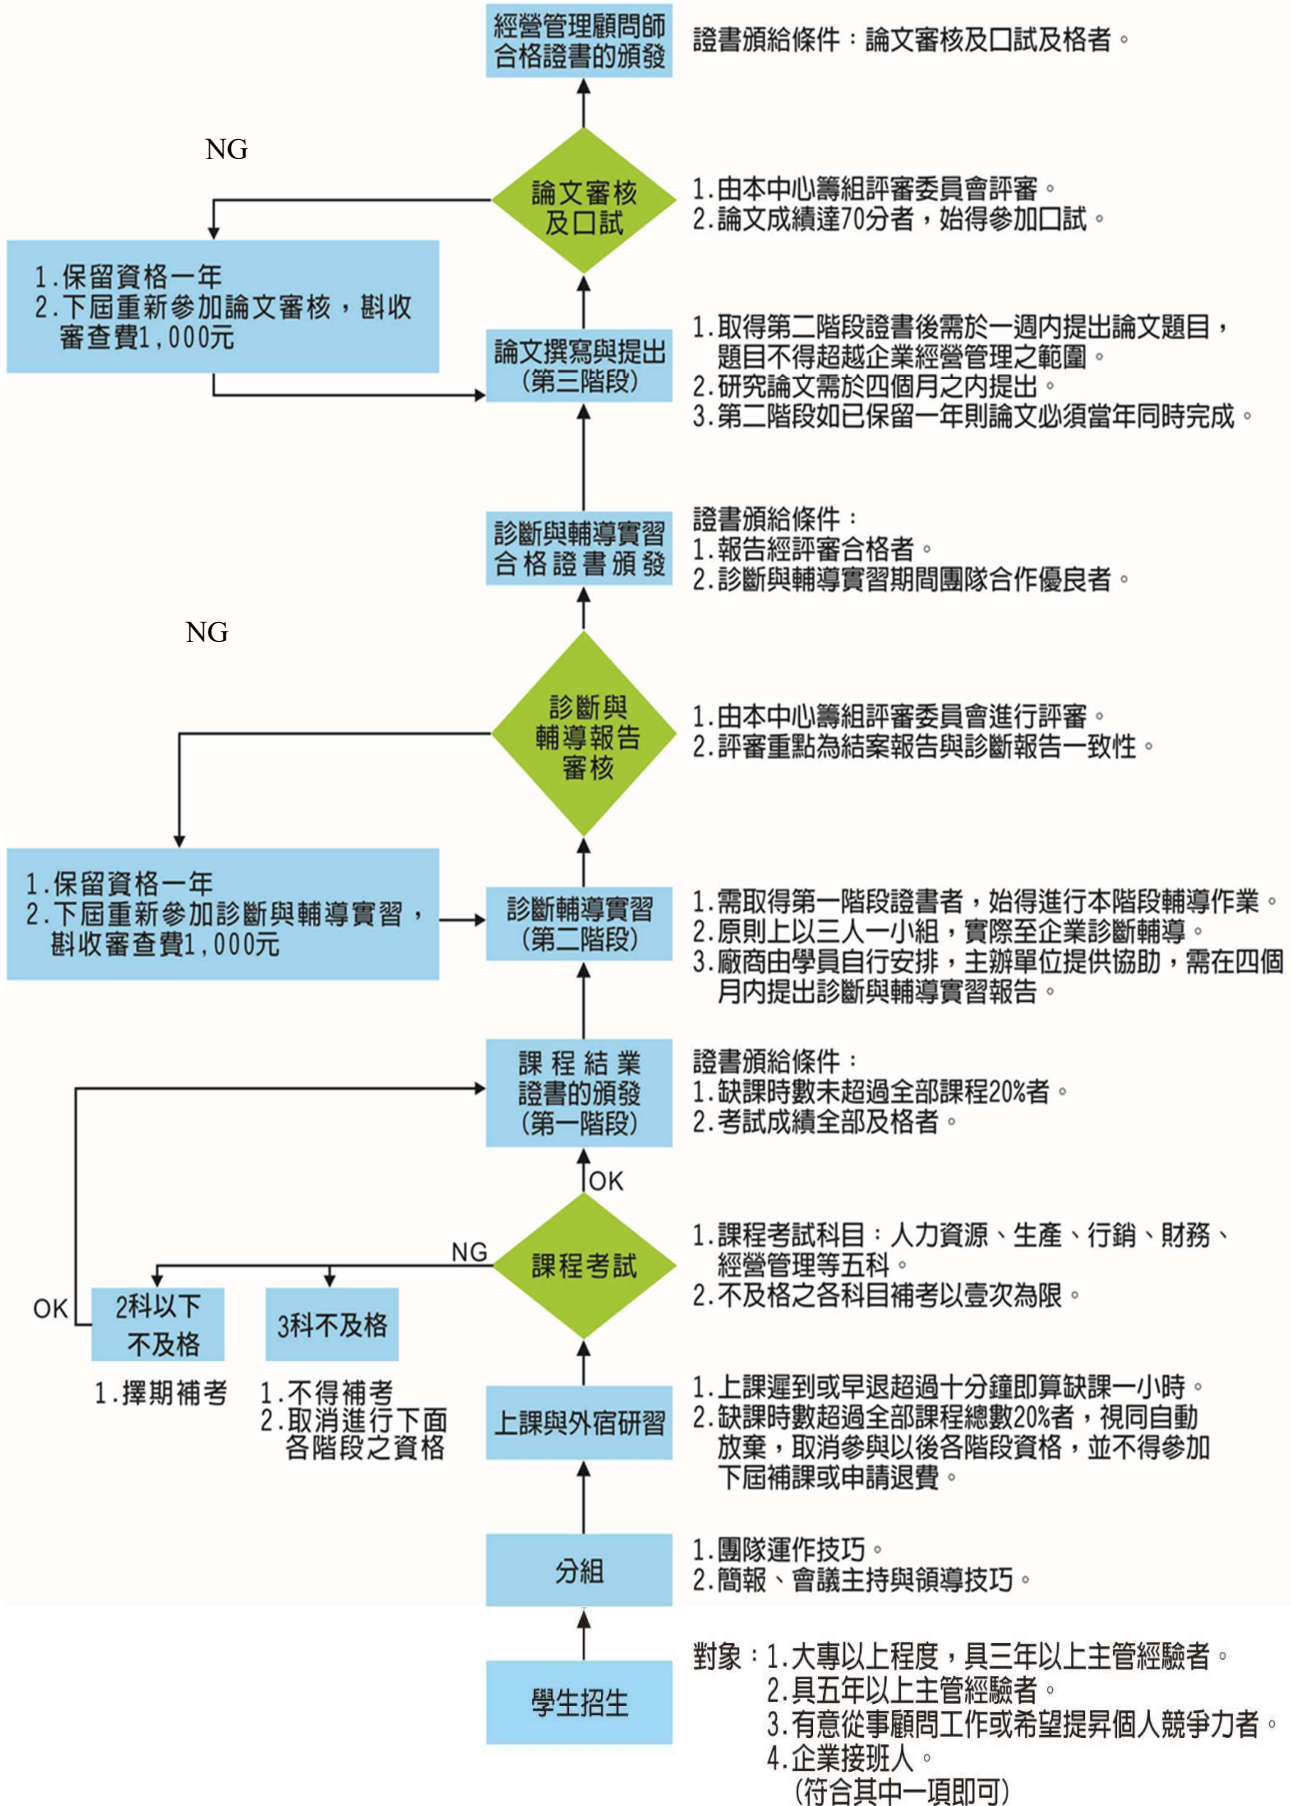 經營管理顧問師
合格證書的頒發
證書頒給條件：論文審核及口試及格者。
NG
論文審核
及口試
1.由本中心籌組評審委員會評審。
2.論文成績達70分者，始得參加口試。
1.保留資格一年
2.下屆重新參加論文審核，斟收
審查費1,000元
論文撰寫與提出
(第三階段)
1.取得第二階段證書後需於一週內提出論文題目，
題目不得超越企業經營管理之範圍。
2.研究論文需於四個月之內提出。
3.第二階段如已保留一年則論文必須當年同時完成。
診斷與輔導實習
合格證書頒發
證書頒給條件：
1.報告經評審合格者。
2.診斷與輔導實習期間團隊合作優良者。
NG
診斷與
輔導報告
審核
1.由本中心籌組評審委員會進行評審。
2.評審重點為結案報告與診斷報告一致性。
1.保留資格一年
2.下屆重新參加診斷與輔導實習，
斟收審查費1,000元
診斷輔導實習
(第二階段)
1.需取得第一階段證書者，始得進行本階段輔導作業。
2.原則上以三人一小組，實際至企業診斷輔導。
3.廠商由學員自行安排，主辦單位提供協助，需在四個
月內提出診斷與輔導實習報告。
課程結業
證書的頒發
(第一階段)
證書頒給條件：
1.缺課時數未超過全部課程20%者。
2.考試成績全部及格者。
OK
課程考試
NG
1.課程考試科目：人力資源、生產、行銷、財務、
經營管理等五科。
2.不及格之各科目補考以壹次為限。
OK
2科以下
不及格
3科不及格
1.擇期補考
1.不得補考
2.取消進行下面
各階段之資格
上課與外宿研習
1.上課遲到或早退超過十分鐘即算缺課一小時。
2.缺課時數超過全部課程總數20%者，視同自動
放棄，取消參與以後各階段資格，並不得參加
下屆補課或申請退費。
分組
1.團隊運作技巧。
2.簡報、會議主持與領導技巧。
學生招生
對象：1.大專以上程度，具三年以上主管經驗者。
2.具五年以上主管經驗者。
3.有意從事顧問工作或希望提昇個人競爭力者。
4.企業接班人。
(符合其中一項即可)